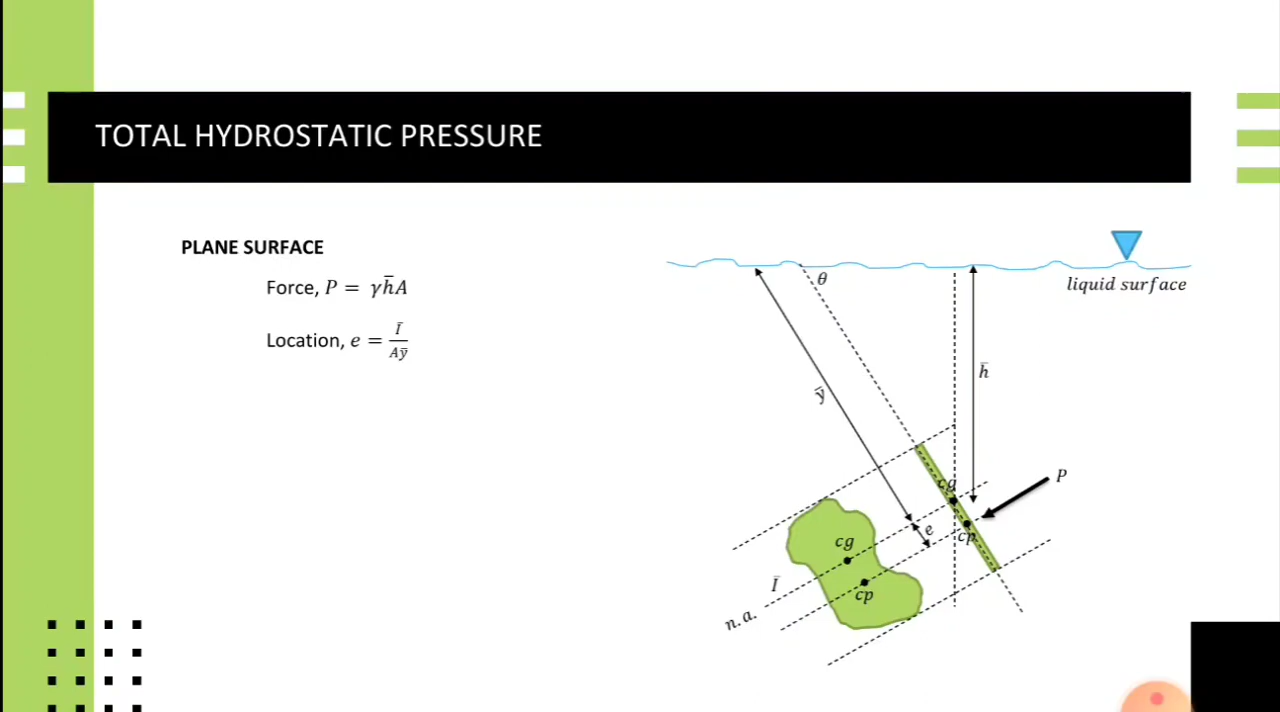 TOTAL HYDROSTATIC PRESSURE
PLANE SURFACE
Force, P = γh̄A
Location, e = Ī / Aȳ
θ
liquid surface
h̄
ȳ
P
cg
e
cp
cg
Ī
cp
n.a.